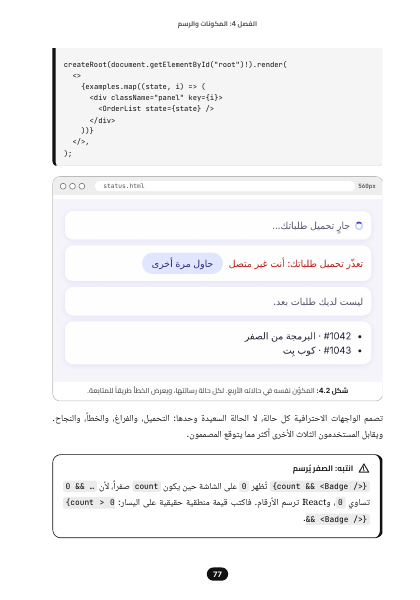 الفصل 4: المكونات والرسم
createRoot(document.getElementById("root")!).render(
<>
{examples.map((state, i) => (
<div className="panel" key={i}>
<OrderList state={state} />
</div>
))}
</>,
);
status.html
560px
جارٍ تحميل طلباتك...
تعذّر تحميل طلباتك: أنت غير متصل
حاول مرة أخرى
ليست لديك طلبات بعد.
• #1042 · البرمجة من الصفر
• #1043 · كوب پت
شكل 4.2: المكوّن نفسه في حالاته الأربع. لكل حالة رسالتها، ويعرض الخطأ طريقًا للمتابعة.
تصمم الواجهات الاحترافية كل حالة، لا الحالة السعيدة وحدها: التحميل، والفراغ، والخطأ، والنجاح.
ويقابل المستخدمون الثلاث الأخرى أكثر مما يتوقع المصممون.
انتبه: الصفر يُرسم
{count && <Badge />} تُظهر 0 على الشاشة حين يكون count صفرًا، لأن 0 && …
تساوي 0، وReact ترسم الأرقام. فاكتب قيمة منطقية حقيقية على اليسار: {count > 0
&& <Badge />}.
77